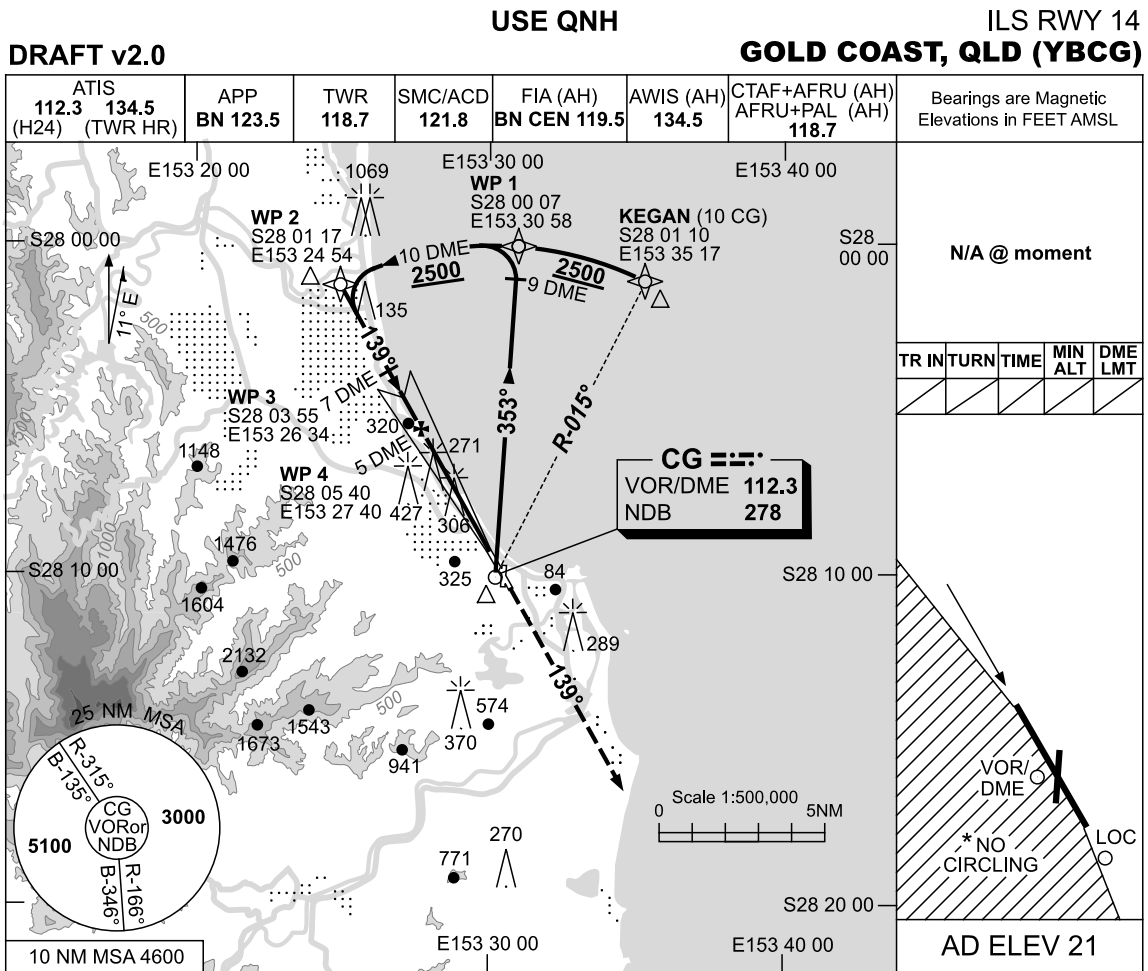 USE QNH
ILS RWY 14
DRAFT v2.0
GOLD COAST, QLD (YBCG)
ATIS
112.3 134.5
(H24) (TWR HR)
APP
BN 123.5
TWR
118.7
SMC/ACD
121.8
FIA (AH)
BN CEN 119.5
AWIS (AH)
134.5
CTAF+AFRU (AH)
AFRU+PAL (AH)
118.7
Bearings are Magnetic
Elevations in FEET AMSL
E153 20 00
E153 30 00
E153 40 00
1069
WP 1
S28 00 07
E153 30 58
WP 2
S28 01 17
E153 24 54
KEGAN (10 CG)
S28 01 10
E153 35 17
S28 00 00
S28
00 00
10 DME
2500
2500
9 DME
11° E
500
135
139°
7 DME
WP 3
S28 03 55
E153 26 34
320
353°
R-015°
5 DME
271
1148
500
WP 4
S28 05 40
E153 27 40
427
306
CG
VOR/DME 112.3
NDB 278
1000
1476
500
325
84
S28 10 00
S28 10 00
1604
289
2132
139°
500
1543
574
1673
370
941
25 NM MSA
R-315°
B-135°
CG
VORor
NDB
3000
5100
B-346°
R-166°
10 NM MSA 4600
Scale 1:500,000
0 5NM
270
771
S28 20 00
E153 30 00
E153 40 00
N/A @ moment
TR IN
TURN
TIME
MIN
ALT
DME
LMT
VOR/
DME
* NO
CIRCLING
LOC
AD ELEV 21